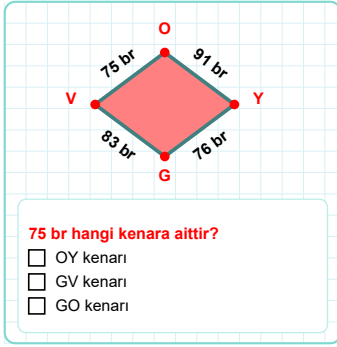 O
75 br
91 br
V
Y
83 br
76 br
G
75 br hangi kenara aittir?
OY kenarı
GV kenarı
GO kenarı